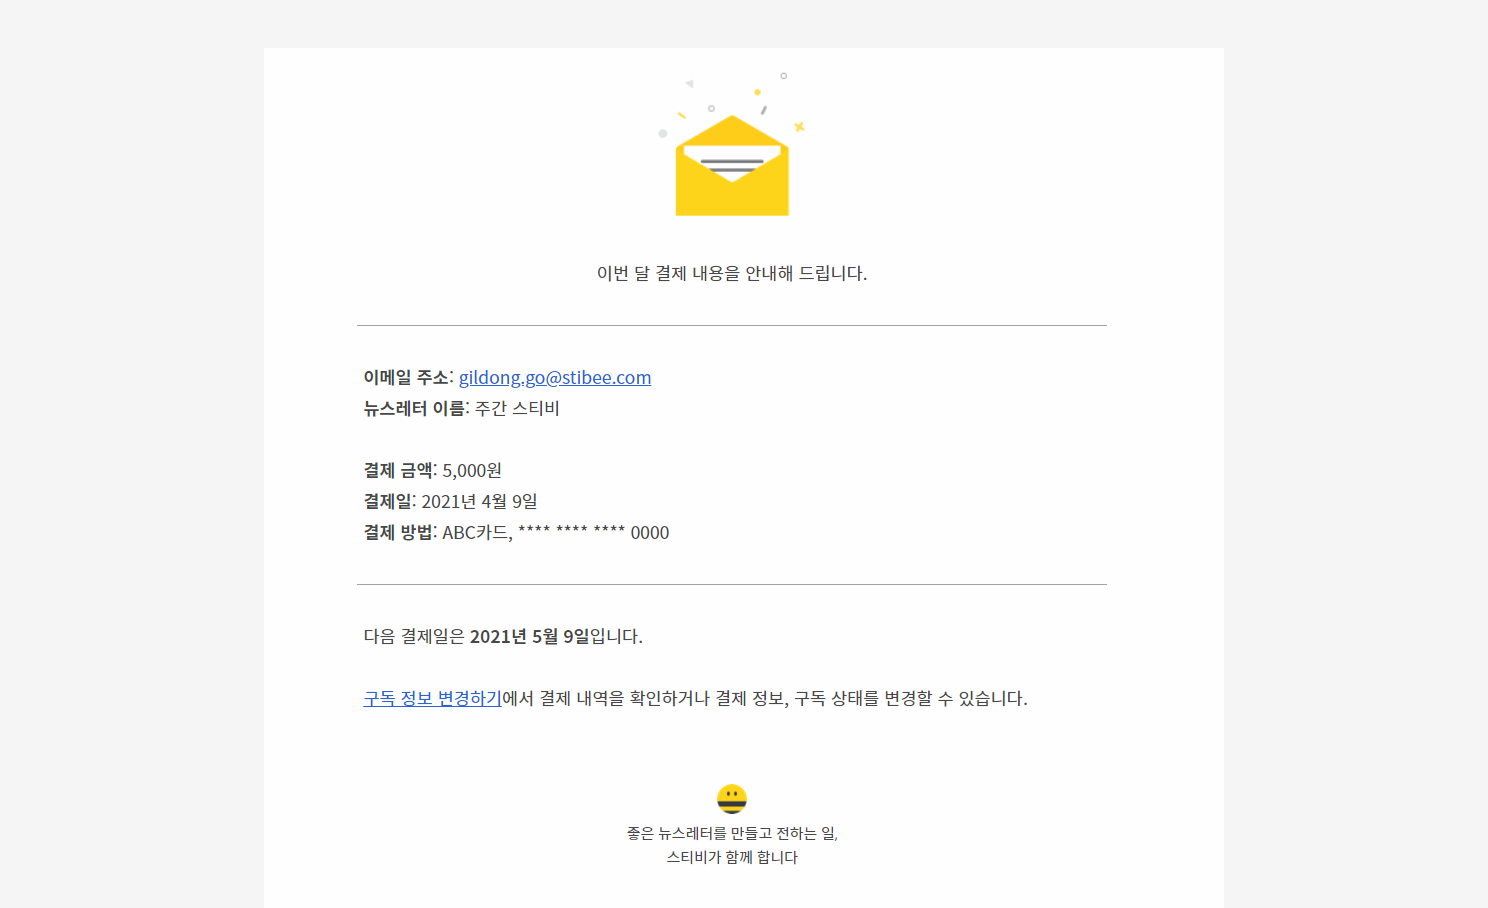 이번 달 결제 내용을 안내해 드립니다.
이메일 주소: gildong.go@stibee.com
뉴스레터 이름: 주간 스티비
결제 금액: 5,000원
결제일: 2021년 4월 9일
결제 방법: ABC카드, **** **** **** 0000
다음 결제일은 2021년 5월 9일입니다.
구독 정보 변경하기에서 결제 내역을 확인하거나 결제 정보, 구독 상태를 변경할 수 있습니다.
좋은 뉴스레터를 만들고 전하는 일,
스티비가 함께 합니다